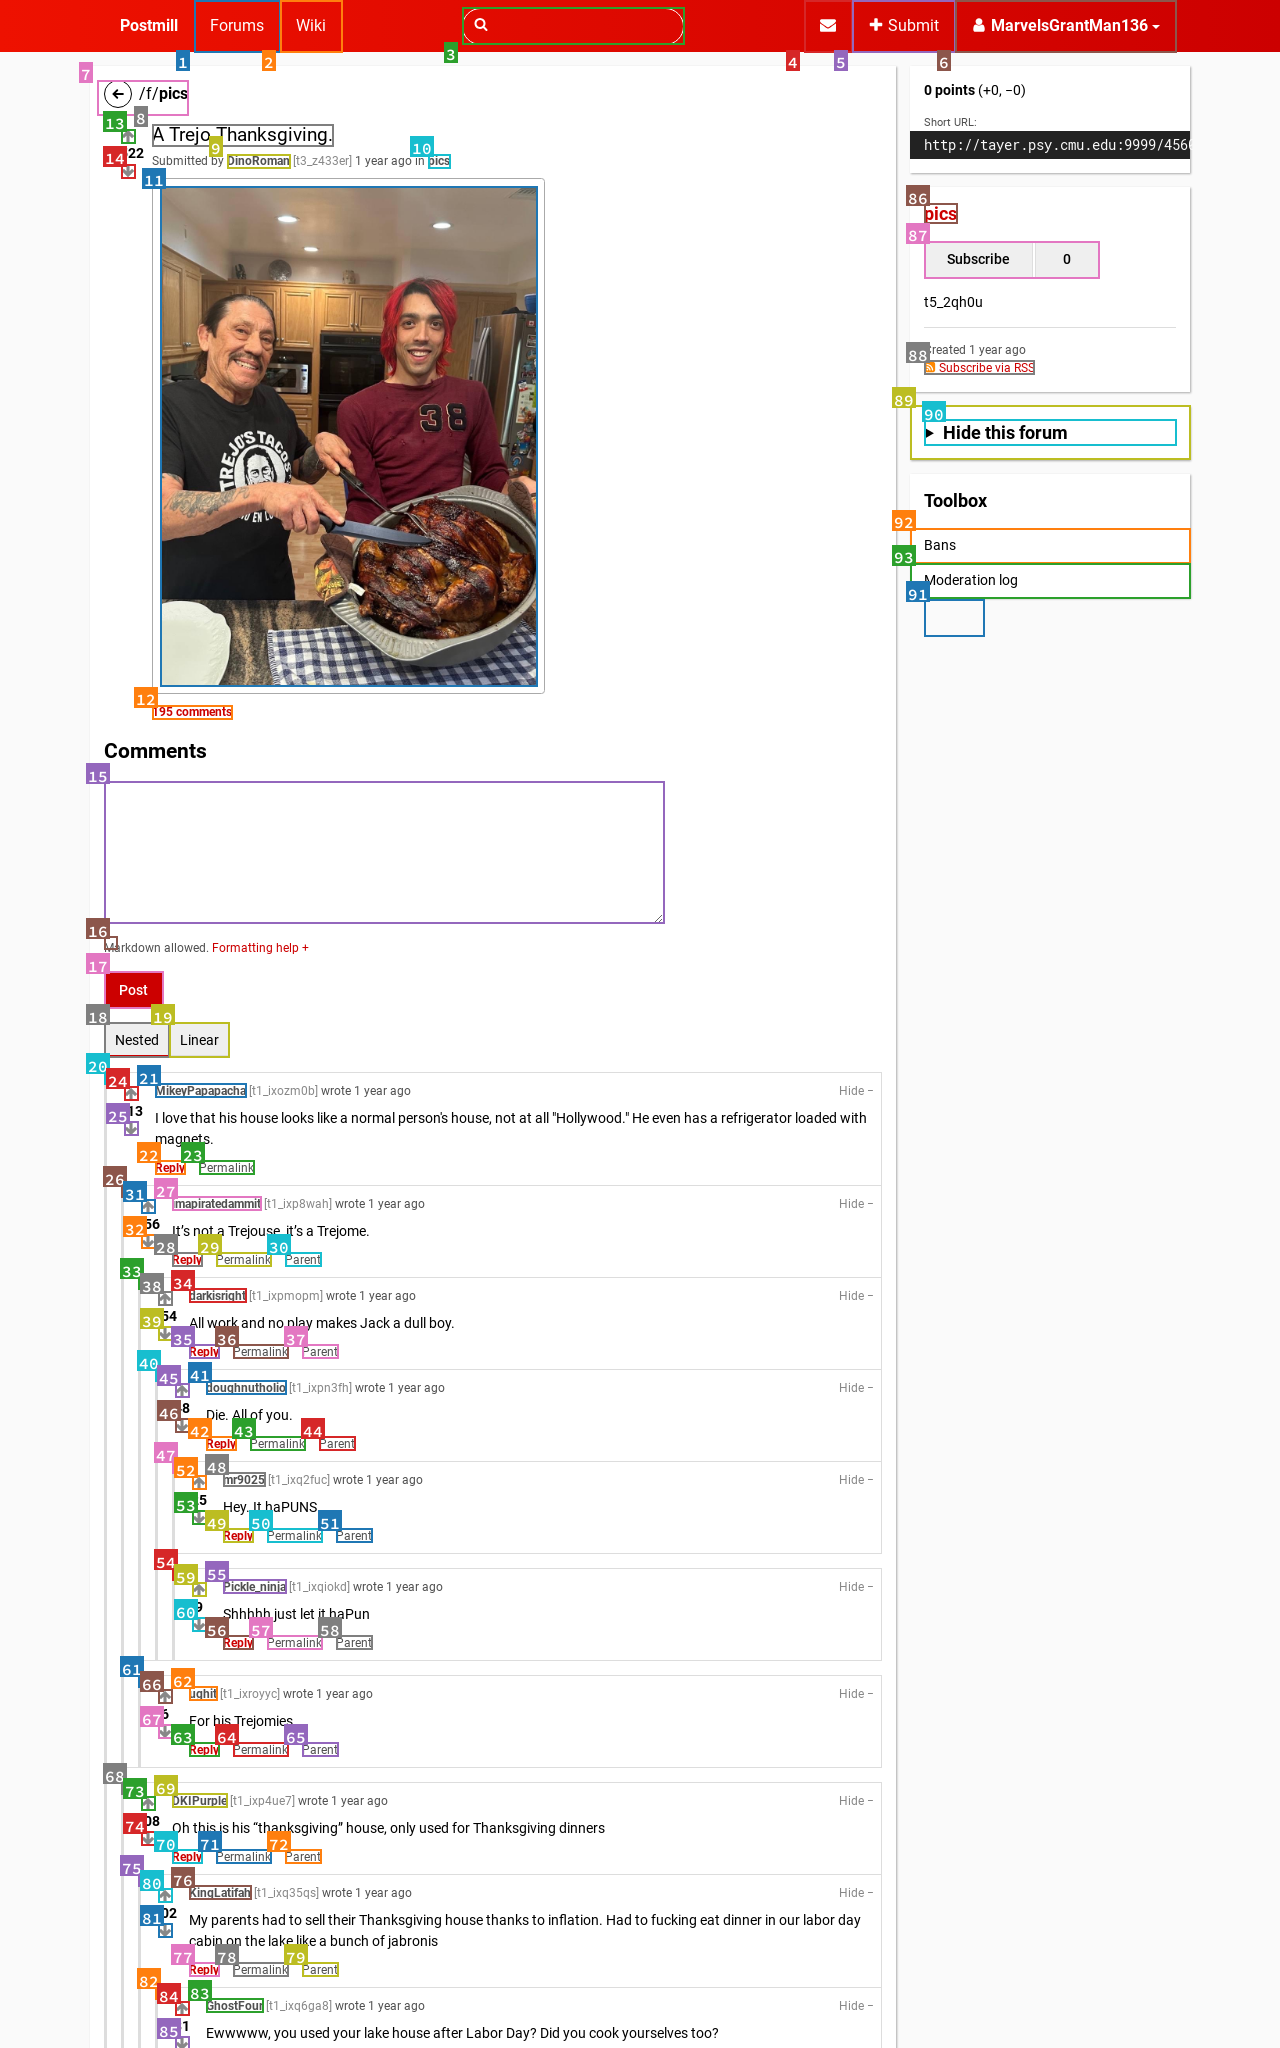 Postmill
Forums
Wiki
Submit
MarvelsGrantMan136
1
2
3
4
5
6
7
/f/pics
8
13
A Trejo Thanksgiving.
9
10
14
22
Submitted by DinoRoman [t3_z433er] 1 year ago in pics
11
38
TREJO'S TACOS
12
195 comments
Comments
15
16
Markdown allowed. Formatting help +
17
Post
18
19
Nested
Linear
20
24
21
MikeyPapapacha [t1_ixozm0b] wrote 1 year ago
Hide −
25
13
I love that his house looks like a normal person's house, not at all "Hollywood." He even has a refrigerator loaded with
magnets.
22
23
Reply
Permalink
26
31
27
imapiratedammit [t1_ixp8wah] wrote 1 year ago
Hide −
32
56
It's not a Trejouse, it's a Trejome.
28
29
30
Reply
Permalink
Parent
33
38
34
darkisright [t1_ixpmopm] wrote 1 year ago
Hide −
39
54
All work and no play makes Jack a dull boy.
35
36
37
Reply
Permalink
Parent
40
45
41
doughnutholio [t1_ixpn3fh] wrote 1 year ago
Hide −
46
8
Die. All of you.
42
43
44
Reply
Permalink
Parent
47
52
48
mr9025 [t1_ixq2fuc] wrote 1 year ago
Hide −
53
5
Hey. It haPUNS
49
50
51
Reply
Permalink
Parent
54
59
55
Pickle_ninja [t1_ixqiokd] wrote 1 year ago
Hide −
60
9
Shhhhh just let it haPun
56
57
58
Reply
Permalink
Parent
61
66
62
ughit [t1_ixroyyc] wrote 1 year ago
Hide −
67
6
For his Trejomies
63
64
65
Reply
Permalink
Parent
68
73
69
DKIPurple [t1_ixp4ue7] wrote 1 year ago
Hide −
74
08
Oh this is his “thanksgiving” house, only used for Thanksgiving dinners
70
71
72
Reply
Permalink
Parent
75
80
76
KingLatifah [t1_ixq35qs] wrote 1 year ago
Hide −
81
02
My parents had to sell their Thanksgiving house thanks to inflation. Had to fucking eat dinner in our labor day
cabin on the lake like a bunch of jabronis
77
78
79
Reply
Permalink
Parent
82
84
83
GhostFour [t1_ixq6ga8] wrote 1 year ago
Hide −
85
1
Ewwwww, you used your lake house after Labor Day? Did you cook yourselves too?
0 points (+0, −0)
Short URL:
http://tayer.psy.cmu.edu:9999/456
86
pics
87
Subscribe
0
t5_2qh0u
88
Created 1 year ago
Subscribe via RSS
89
90
Hide this forum
Toolbox
92
Bans
93
Moderation log
91